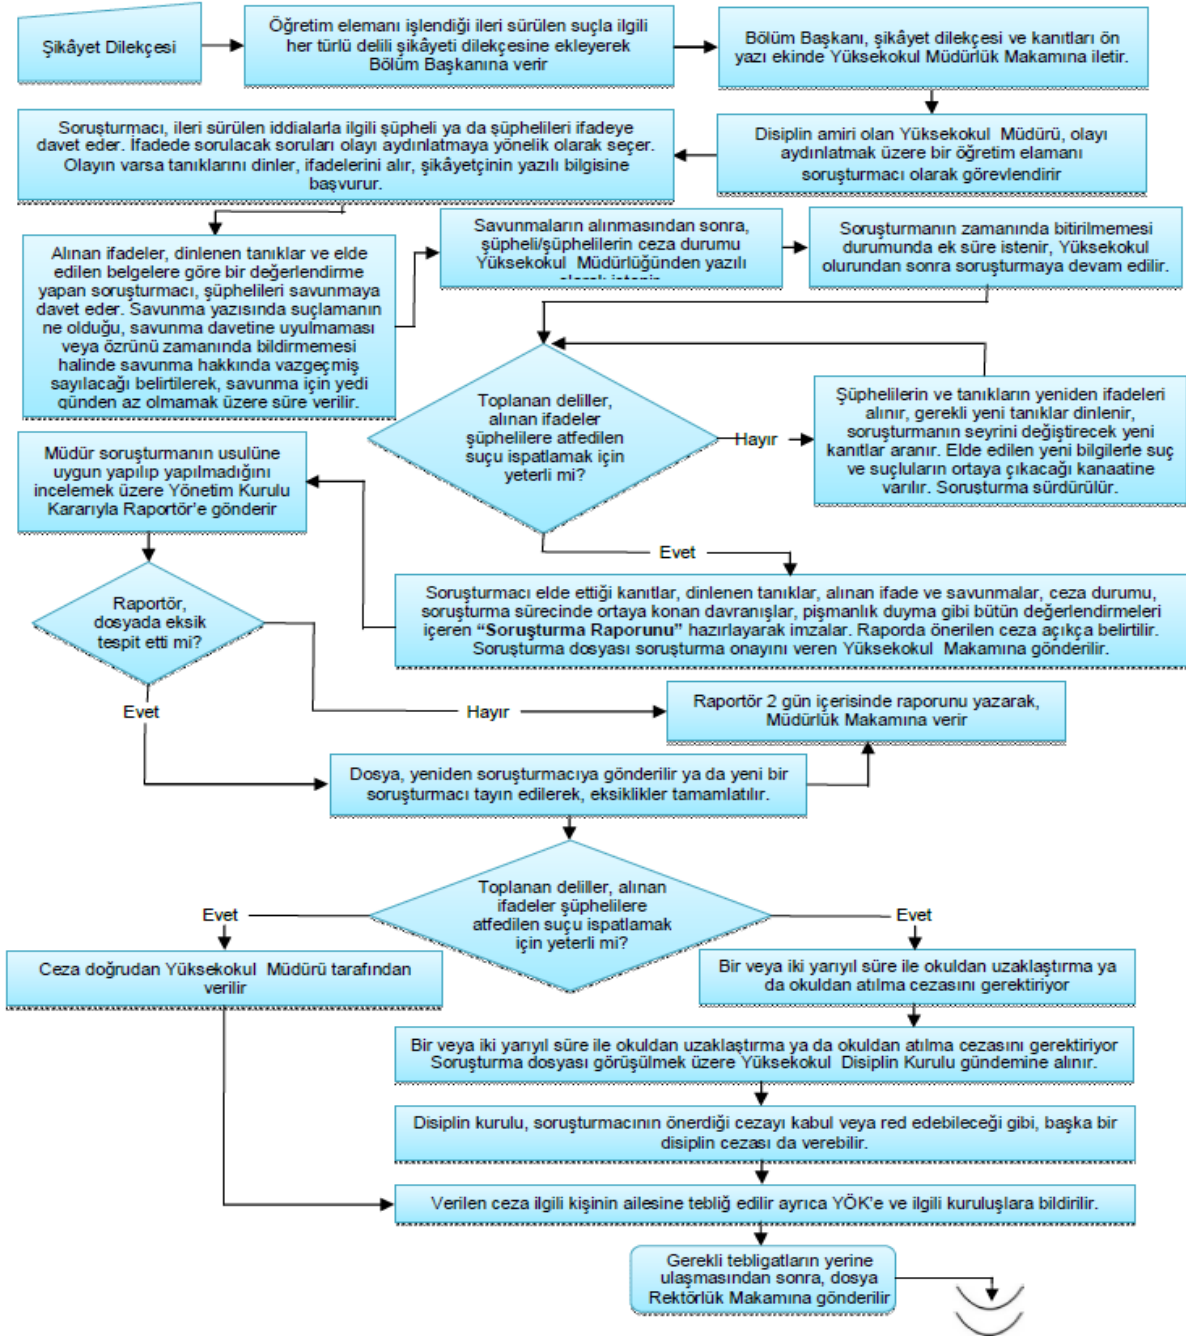 Şikâyet Dilekçesi
Öğretim elemanı işlendiği ileri sürülen suçla ilgili
her türlü delili şikâyeti dilekçesine ekleyerek
Bölüm Başkanına verir
Bölüm Başkanı, şikâyet dilekçesi ve kanıtları ön
yazı ekinde Yüksekokul Müdürlük Makamına iletir.
Disiplin amiri olan Yüksekokul Müdürü, olayı
aydınlatmak üzere bir öğretim elamanı
soruşturmacı olarak görevlendirir
Soruşturmacı, ileri sürülen iddialarla ilgili şüpheli ya da şüphelileri ifadeye
davet eder. İfadede sorulacak soruları olayı aydınlatmaya yönelik olarak seçer.
Olayın varsa tanıklarını dinler, ifadelerini alır, şikâyetçinin yazılı bilgisine
başvurur.
Alınan ifadeler, dinlenen tanıklar ve elde
edilen belgelere göre bir değerlendirme
yapan soruşturmacı, şüphelileri savunmaya
davet eder. Savunma yazısında suçlamanın
ne olduğu, savunma davetine uyulmaması
veya özrünü zamanında bildirmemesi
halinde savunma hakkında vazgeçmiş
sayılacağı belirtilerek, savunma için yedi
günden az olmamak üzere süre verilir.
Savunmaların alınmasından sonra,
şüpheli/şüphelilerin ceza durumu
Yüksekokul Müdürlüğünden yazılı
Soruşturmanın zamanında bitirilmemesi
durumunda ek süre istenir, Yüksekokul
olurundan sonra soruşturmaya devam edilir.
Toplanan deliller,
alınan ifadeler
şüphelilere atfedilen
suçu ispatlamak için
yeterli mi?
Hayır
Şüphelilerin ve tanıkların yeniden ifadeleri
alınır, gerekli yeni tanıklar dinlenir,
soruşturmanın seyrini değiştirecek yeni
kanıtlar aranır. Elde edilen yeni bilgilerle suç
ve suçluların ortaya çıkacağı kanaatine
varılır. Soruşturma sürdürülür.
Evet
Soruşturmacı elde ettiği kanıtlar, dinlenen tanıklar, alınan ifade ve savunmalar, ceza durumu,
soruşturma sürecinde ortaya konan davranışlar, pişmanlık duyma gibi bütün değerlendirmeleri
içeren “Soruşturma Raporunu” hazırlayarak imzalar. Raporda önerilen ceza açıkça belirtilir.
Soruşturma dosyası soruşturma onayını veren Yüksekokul Makamına gönderilir.
Müdür soruşturmanın usulüne
uygun yapılıp yapılmadığını
incelemek üzere Yönetim Kurulu
Kararıyla Raportör’e gönderir
Raportör,
dosyada eksik
tespit etti mi?
Evet
Hayır
Raportör 2 gün içerisinde raporunu yazarak,
Müdürlük Makamına verir
Dosya, yeniden soruşturmacıya gönderilir ya da yeni bir
soruşturmacı tayin edilerek, eksiklikler tamamlatılır.
Toplanan deliller, alınan
ifadeler şüphelilere
atfedilen suçu ispatlamak
için yeterli mi?
Evet
Evet
Ceza doğrudan Yüksekokul Müdürü tarafından
verilir
Bir veya iki yarıyıl süre ile okuldan uzaklaştırma ya
da okuldan atılma cezasını gerektiriyor
Bir veya iki yarıyıl süre ile okuldan uzaklaştırma ya da okuldan atılma cezasını gerektiriyor
Soruşturma dosyası görüşülmek üzere Yüksekokul Disiplin Kurulu gündemine alınır.
Disiplin kurulu, soruşturmacının önerdiği cezayı kabul veya red edebileceği gibi, başka bir
disiplin cezası da verebilir.
Verilen ceza ilgili kişinin ailesine tebliğ edilir ayrıca YÖK’e ve ilgili kuruluşlara bildirilir.
Gerekli tebligatların yerine
ulaşmasından sonra, dosya
Rektörlük Makamına gönderilir